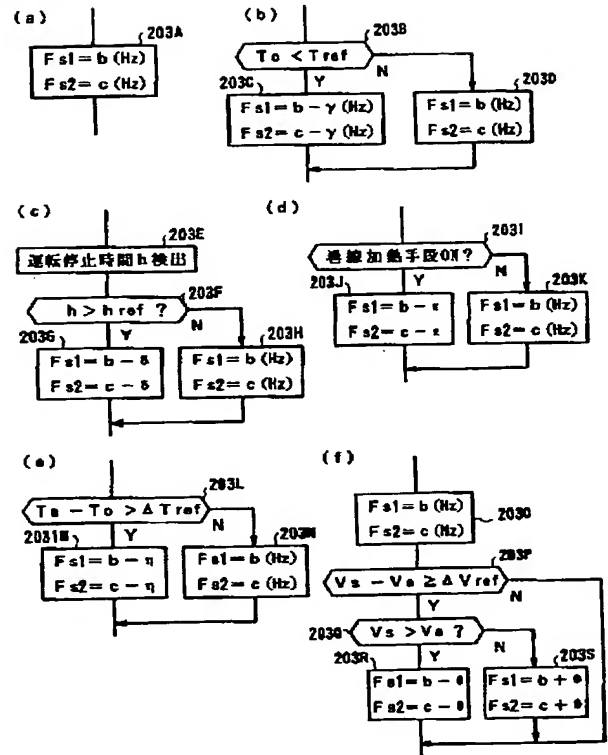 (a)
203A
Fs1=b(Hz)
Fs2=c(Hz)
(b)
203B
To<Tref
Y
N
203C
Fs1=b-γ(Hz)
Fs2=c-γ(Hz)
203D
Fs1=b(Hz)
Fs2=c(Hz)
(c)
203E
運転停止時間h検出
203F
h>href ?
Y
N
203G
Fs1=b-δ
Fs2=c-δ
203H
Fs1=b(Hz)
Fs2=c(Hz)
(d)
203I
巻線加熱手段ON?
Y
N
203J
Fs1=b-ε
Fs2=c-ε
203K
Fs1=b(Hz)
Fs2=c(Hz)
(e)
203L
-To>ΔTref
Y
N
203M
Fs1=b-η
Fs2=c-η
203N
Fs1=b(Hz)
Fs2=c(Hz)
(f)
203O
Fs1=b(Hz)
Fs2=c(Hz)
203P
Vs-Va≥ΔVref
Y
N
203Q
Vs>Va ?
Y
N
203R
Fs1=b-θ
Fs2=c-θ
203S
Fs1=b+θ
Fs2=c+θ